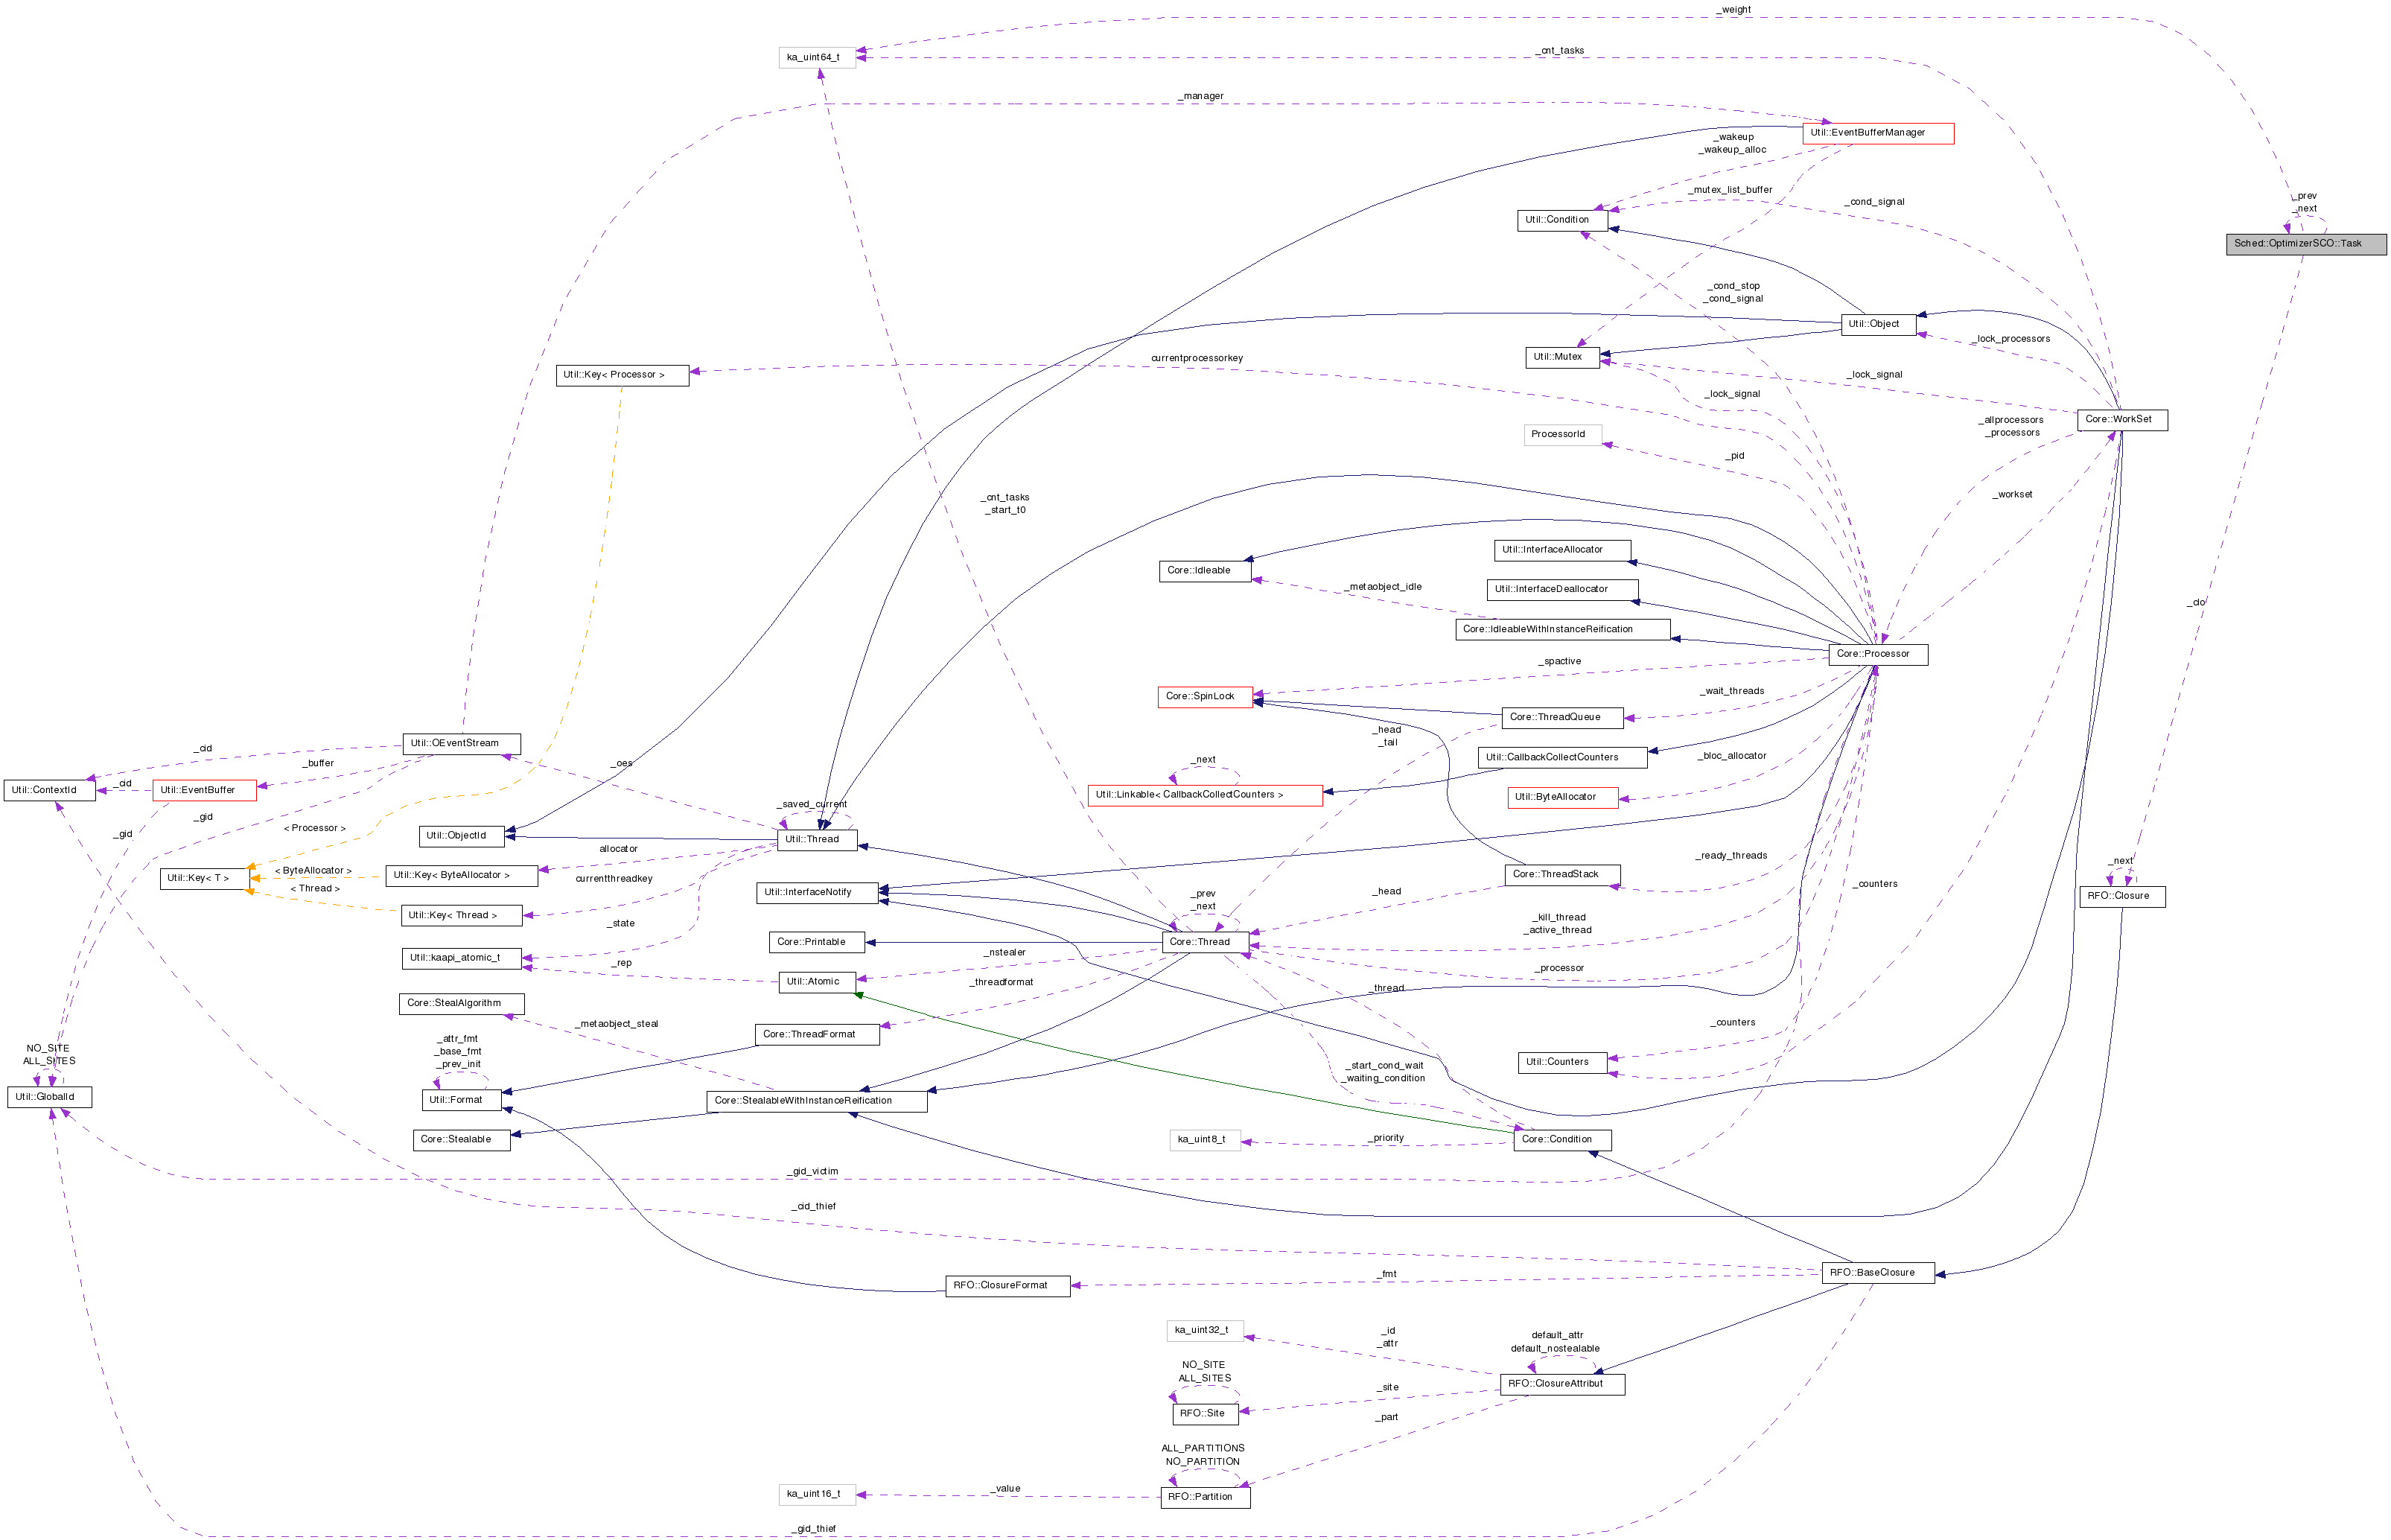 _weight
_cnt_tasks
ka_uint64_t
_manager
Util::EventBufferManager
_wakeup
_wakeup_alloc
_mutex_list_buffer
_prev
_next
_cond_signal
Util::Condition
Sched::OptimizerSCO::Task
_cond_stop
_cond_signal
Util::Object
_lock_processors
currentprocessorkey
Util::Mutex
Util::Key< Processor >
_lock_signal
_lock_signal
_allprocessors
_processors
Core::WorkSet
ProcessorId
_pid
_cnt_tasks
_start_t0
_workset
Util::InterfaceAllocator
Core::Idleable
_metaobject_idle
Util::InterfaceDeallocator
_clo
Core::IdleableWithInstanceReification
Core::Processor
_spactive
Core::SpinLock
_wait_threads
Core::ThreadQueue
_head
_tail
Util::OEventStream
_cid
_buffer
_oes
_next
Util::CallbackCollectCounters
_bloc_allocator
Util::ContextId
_cid
Util::EventBuffer
Util::Linkable< CallbackCollectCounters >
Util::ByteAllocator
_saved_current
_gid
_gid
< Processor >
Util::ObjectId
Util::Thread
allocator
_ready_threads
_next
Util::Key< T >
< ByteAllocator >
Util::Key< ByteAllocator >
currentthreadkey
Core::ThreadStack
_counters
< Thread >
Util::InterfaceNotify
_prev
_next
_head
RFO::Closure
Util::Key< Thread >
_state
_kill_thread
_active_thread
Core::Printable
Core::Thread
Util::kaapi_atomic_t
_rep
_nstealer
_processor
Util::Atomic
_threadformat
_thread
Core::StealAlgorithm
_metaobject_steal
Core::ThreadFormat
_counters
_attr_fmt
_base_fmt
_prev_init
NO_SITE
ALL_SITES
_start_cond_wait
_waiting_condition
Util::Counters
Util::GlobalId
Util::Format
Core::StealableWithInstanceReification
Core::Stealable
ka_uint8_t
_priority
Core::Condition
_gid_victim
_cid_thief
RFO::ClosureFormat
_fmt
RFO::BaseClosure
ka_uint32_t
_id
_attr
default_attr
default_nostealable
NO_SITE
ALL_SITES
_site
RFO::ClosureAttribut
RFO::Site
_part
ALL_PARTITIONS
NO_PARTITION
ka_uint16_t
_value
RFO::Partition
_gid_thief